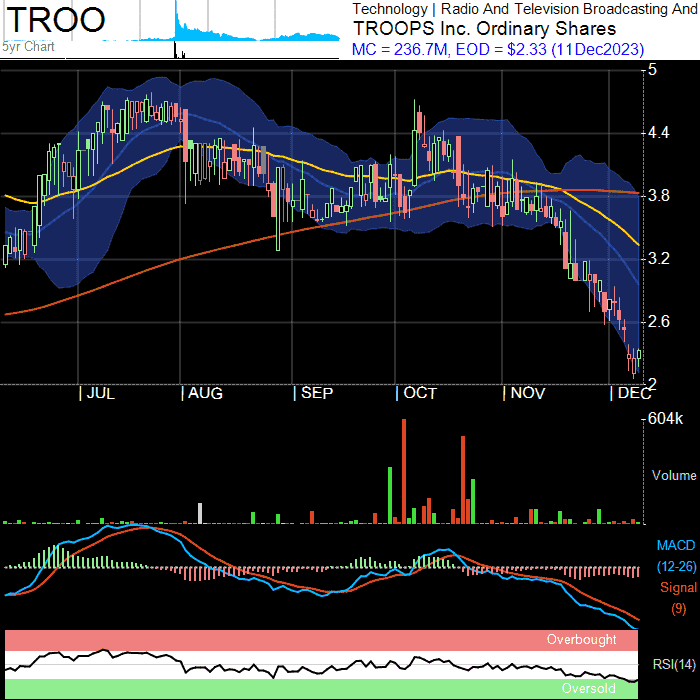 TROO
5yr Chart
Technology | Radio And Television Broadcasting And
TROOPS Inc. Ordinary Shares
MC = 236.7M, EOD = $2.33 (11Dec2023)
5
4.4
3.8
3.2
2.6
2
JUL AUG SEP OCT NOV DEC
604k
Volume
MACD
(12-26)
Signal
(9)
Overbought
RSI(14)
Oversold